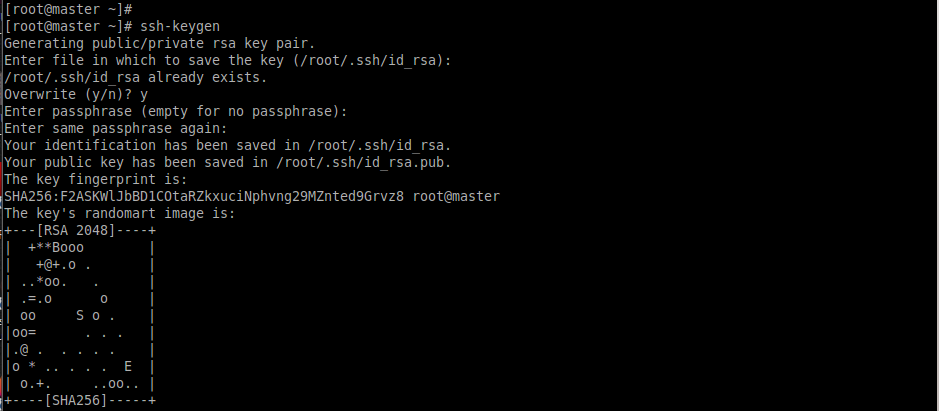 [root@master ~]#
[root@master ~]# ssh-keygen
Generating public/private rsa key pair.
Enter file in which to save the key (/root/.ssh/id_rsa):
/root/.ssh/id_rsa already exists.
Overwrite (y/n)? y
Enter passphrase (empty for no passphrase):
Enter same passphrase again:
Your identification has been saved in /root/.ssh/id_rsa.
Your public key has been saved in /root/.ssh/id_rsa.pub.
The key fingerprint is:
SHA256:F2ASKWlJbBD1COtaRZkxuciNphvng29MZnted9Grvz8 root@master
The key's randomart image is:
+---[RSA 2048]----+
|  +**Booo        |
|   +@+.o .       |
| ..*oo.   .      |
| .=.o      o     |
| oo     S o .    |
|oo=      . . .   |
|.@ .  . . . .    |
|o * .. . . .  E  |
| o.+.     ..oo.. |
+----[SHA256]-----+